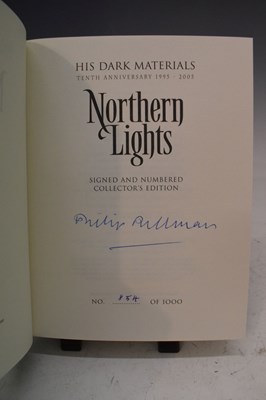 HIS DARK MATERIALS
TENTH ANNIVERSARY 1995 - 2005
Northern
Lights
SIGNED AND NUMBERED
COLLECTOR'S EDITION
Philip Pullman
NO. 854 OF 1000